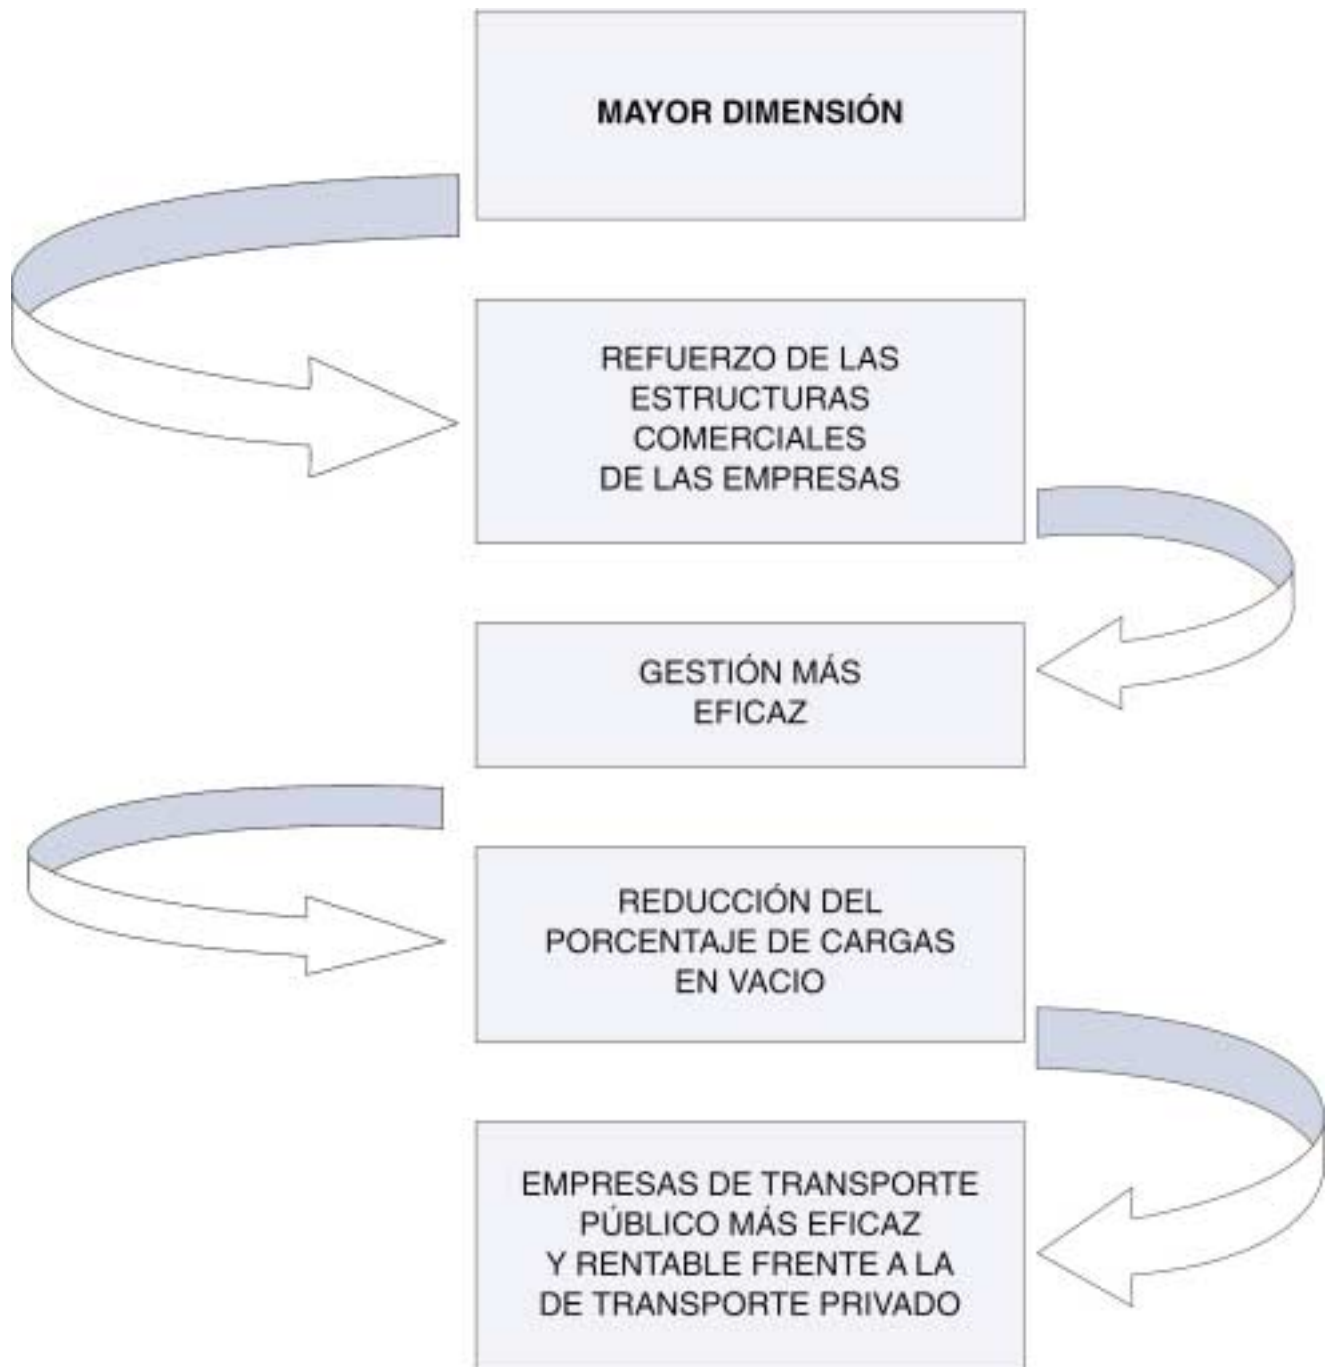 MAYOR DIMENSIÓN
REFUERZO DE LAS
ESTRUCTURAS
COMERCIALES
DE LAS EMPRESAS
GESTIÓN MÁS
EFICAZ
REDUCCIÓN DEL
PORCENTAJE DE CARGAS
EN VACIO
EMPRESAS DE TRANSPORTE
PÚBLICO MÁS EFICAZ
Y RENTABLE FRENTE A LA
DE TRANSPORTE PRIVADO